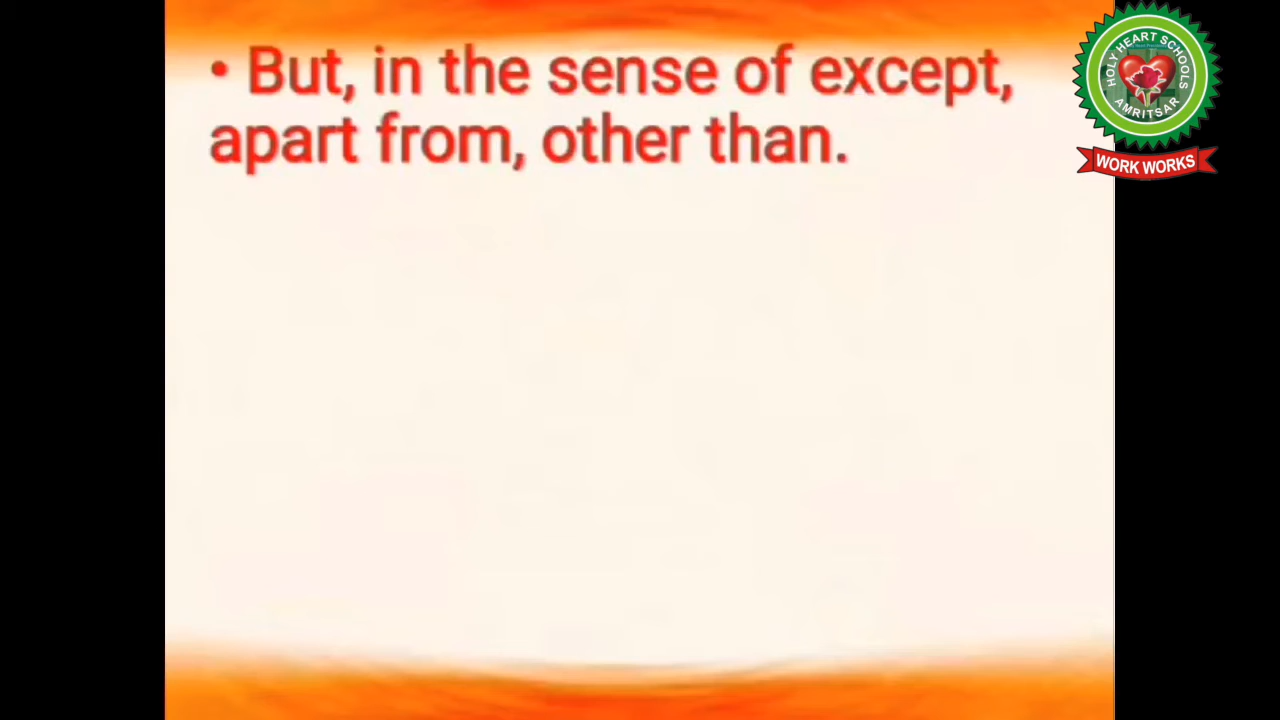 • But, in the sense of except,
apart from, other than.
HOLY HEART SCHOOLS
AMRITSAR
WORK WORKS